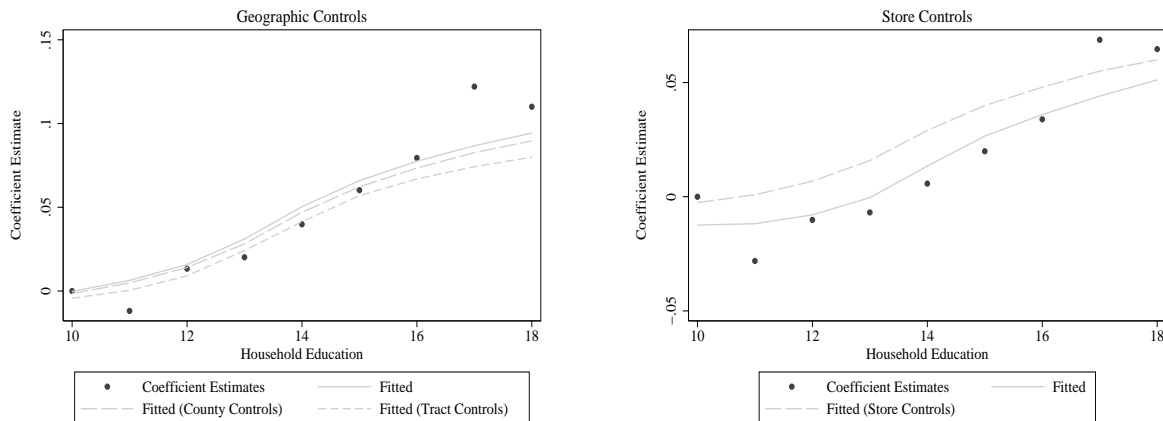 Geographic Controls
.15
.1
.05
0
Coefficient Estimate
10 12 14 16 18
Household Education
Coefficient Estimates Fitted
Fitted (County Controls) Fitted (Tract Controls)
Store Controls
.05
0
-.05
Coefficient Estimate
10 12 14 16 18
Household Education
Coefficient Estimates Fitted
Fitted (Store Controls)